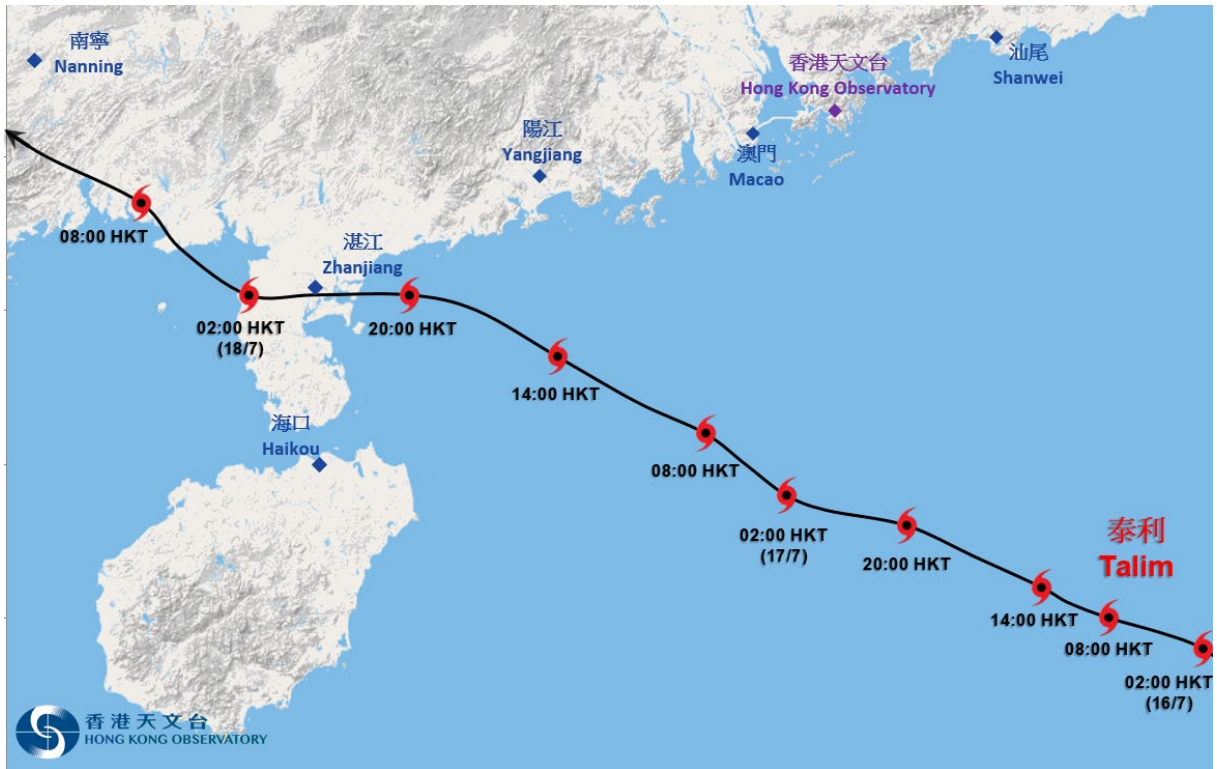 南寧
Nanning
汕尾
Shanwei
香港天文台
Hong Kong Observatory
陽江
Yangjiang
澳門
Macao
08:00 HKT
湛江
Zhanjiang
02:00 HKT
(18/7)
20:00 HKT
14:00 HKT
海口
Haikou
08:00 HKT
02:00 HKT
(17/7)
20:00 HKT
泰利
Talim
14:00 HKT
08:00 HKT
02:00 HKT
(16/7)
香港天文台
HONG KONG OBSERVATORY